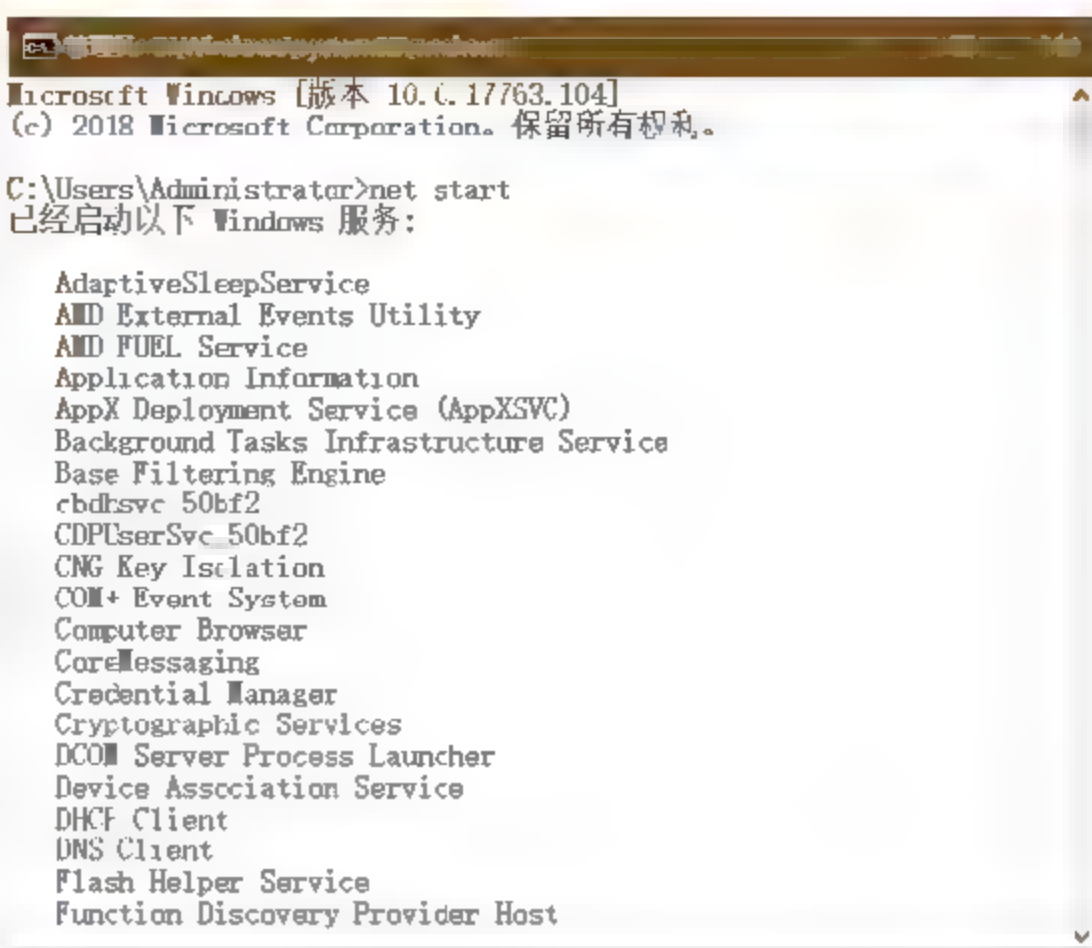 Microsoft Windows [版本 10.0.17763.104]
(c) 2018 Microsoft Corporation。保留所有权利。
C:\Users\Administrator>net start
已经启动以下 Windows 服务:
AdaptiveSleepService
AMD External Events Utility
AMD FUEL Service
Application Information
AppX Deployment Service (AppXSVC)
Background Tasks Infrastructure Service
Base Filtering Engine
cbdhsvc_50bf2
CDPUserSvc_50bf2
CNG Key Isolation
COM+ Event System
Computer Browser
CoreMessaging
Credential Manager
Cryptographic Services
DCOM Server Process Launcher
Device Association Service
DHCP Client
DNS Client
Flash Helper Service
Function Discovery Provider Host